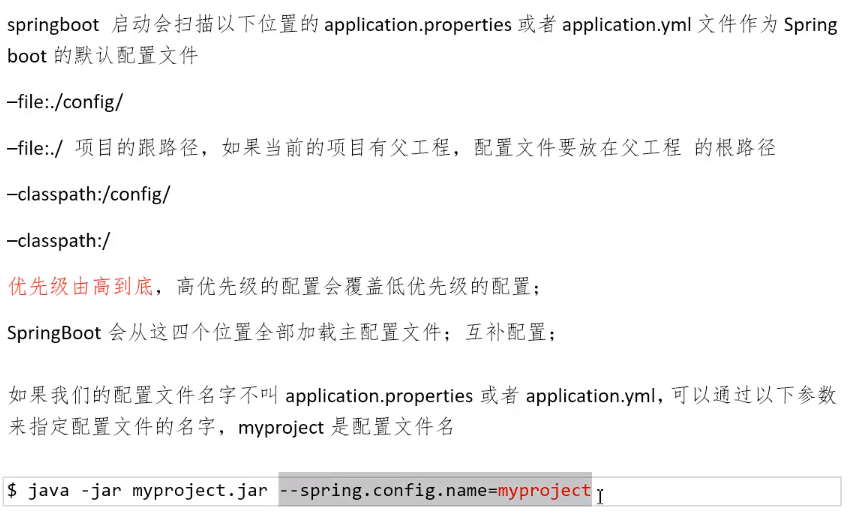 springboot 启动会扫描以下位置的 application.properties 或者 application.yml 文件作为 Spring
boot 的默认配置文件
–file:./config/
–file:./ 项目的跟路径，如果当前的项目有父工程，配置文件要放在父工程 的根路径
–classpath:/config/
–classpath:/
优先级由高到底，高优先级的配置会覆盖低优先级的配置；
SpringBoot 会从这四个位置全部加载主配置文件；互补配置；
如果我们的配置文件名字不叫 application.properties 或者 application.yml，可以通过以下参数
来指定配置文件的名字，myproject 是配置文件名
$ java -jar myproject.jar --spring.config.name=myproject